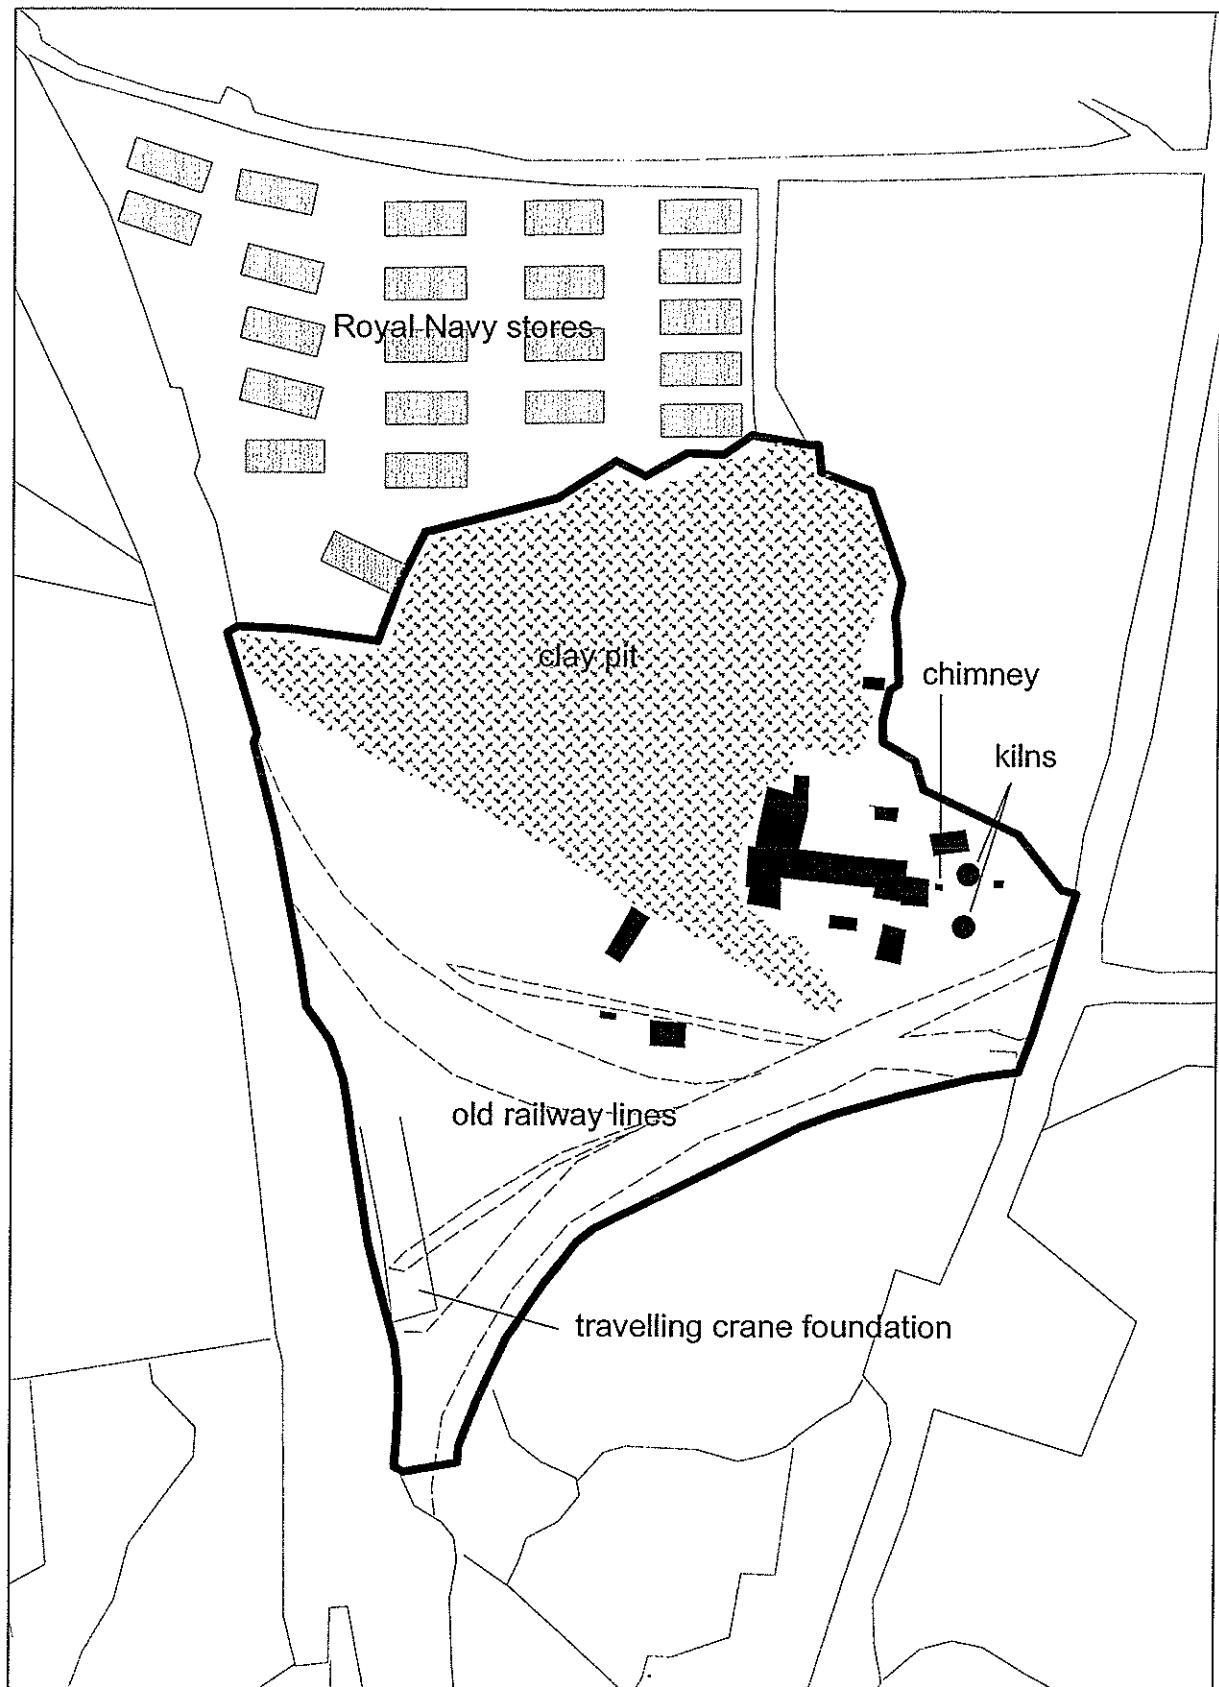 Royal Navy stores
clay pit
chimney
kilns
old railway lines
travelling crane foundation